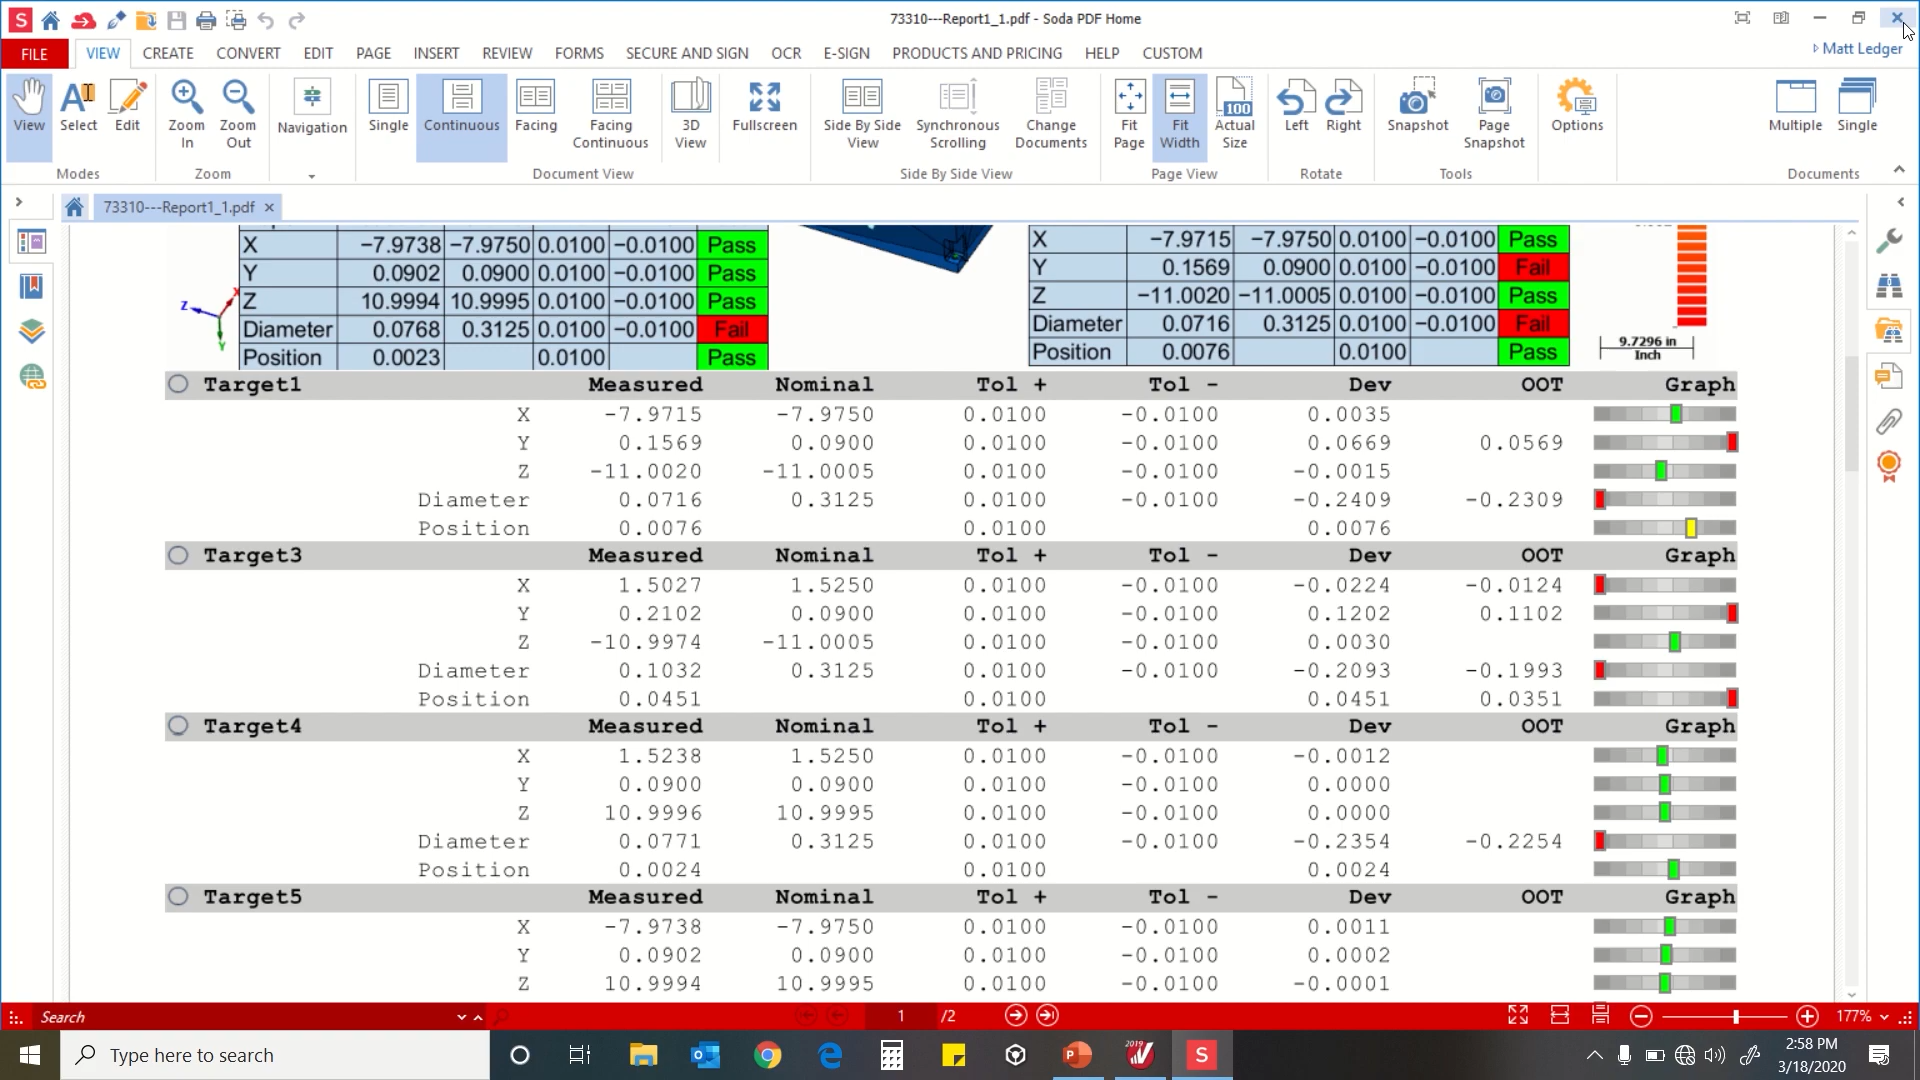 73310---Report1_1.pdf - Soda PDF Home
FILE VIEW CREATE CONVERT EDIT PAGE INSERT REVIEW FORMS SECURE AND SIGN OCR E-SIGN PRODUCTS AND PRICING HELP CUSTOM Matt Ledger
View Select Edit Zoom In Zoom Out Navigation Single Continuous Facing Facing Continuous 3D View Fullscreen Side By Side View Synchronous Scrolling Change Documents Fit Page Fit Width 100 Actual Size Left Right Snapshot Page Snapshot Options Multiple Single
Modes Zoom Document View Side By Side View Page View Rotate Tools Documents
73310---Report1_1.pdf
X −7.9738 −7.9750 0.0100 −0.0100 Pass
Y 0.0902 0.0900 0.0100 −0.0100 Pass
Z 10.9994 10.9995 0.0100 −0.0100 Pass
Diameter 0.0768 0.3125 0.0100 −0.0100 Fail
Position 0.0023 0.0100 Pass
Z X Y
X −7.9715 −7.9750 0.0100 −0.0100 Pass
Y 0.1569 0.0900 0.0100 −0.0100 Fail
Z −11.0020 −11.0005 0.0100 −0.0100 Pass
Diameter 0.0716 0.3125 0.0100 −0.0100 Fail
Position 0.0076 0.0100 Pass
9.7296 in
Inch
Target1 Measured Nominal Tol + Tol - Dev OOT Graph
X -7.9715 -7.9750 0.0100 -0.0100 0.0035
Y 0.1569 0.0900 0.0100 -0.0100 0.0669 0.0569
Z -11.0020 -11.0005 0.0100 -0.0100 -0.0015
Diameter 0.0716 0.3125 0.0100 -0.0100 -0.2409 -0.2309
Position 0.0076 0.0100 0.0076
Target3 Measured Nominal Tol + Tol - Dev OOT Graph
X 1.5027 1.5250 0.0100 -0.0100 -0.0224 -0.0124
Y 0.2102 0.0900 0.0100 -0.0100 0.1202 0.1102
Z -10.9974 -11.0005 0.0100 -0.0100 0.0030
Diameter 0.1032 0.3125 0.0100 -0.0100 -0.2093 -0.1993
Position 0.0451 0.0100 0.0451 0.0351
Target4 Measured Nominal Tol + Tol - Dev OOT Graph
X 1.5238 1.5250 0.0100 -0.0100 -0.0012
Y 0.0900 0.0900 0.0100 -0.0100 0.0000
Z 10.9996 10.9995 0.0100 -0.0100 0.0000
Diameter 0.0771 0.3125 0.0100 -0.0100 -0.2354 -0.2254
Position 0.0024 0.0100 0.0024
Target5 Measured Nominal Tol + Tol - Dev OOT Graph
X -7.9738 -7.9750 0.0100 -0.0100 0.0011
Y 0.0902 0.0900 0.0100 -0.0100 0.0002
Z 10.9994 10.9995 0.0100 -0.0100 -0.0001
Search 1 /2 177%
Type here to search 2019 2:58 PM
3/18/2020